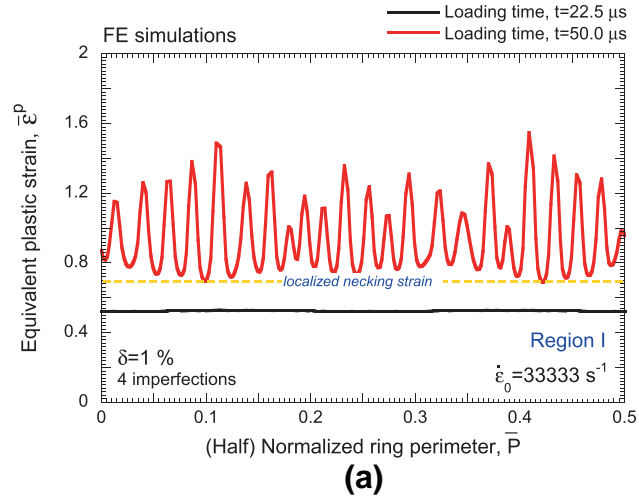 Loading time, t=22.5 μs
Loading time, t=50.0 μs
FE simulations
2
1.6
1.2
0.8
0.4
0
Equivalent plastic strain, ε̄ᵖ
localized necking strain
Region I
δ=1 %
4 imperfections
ε̇₀=33333 s⁻¹
0 0.1 0.2 0.3 0.4 0.5
(Half) Normalized ring perimeter, P̅
(a)